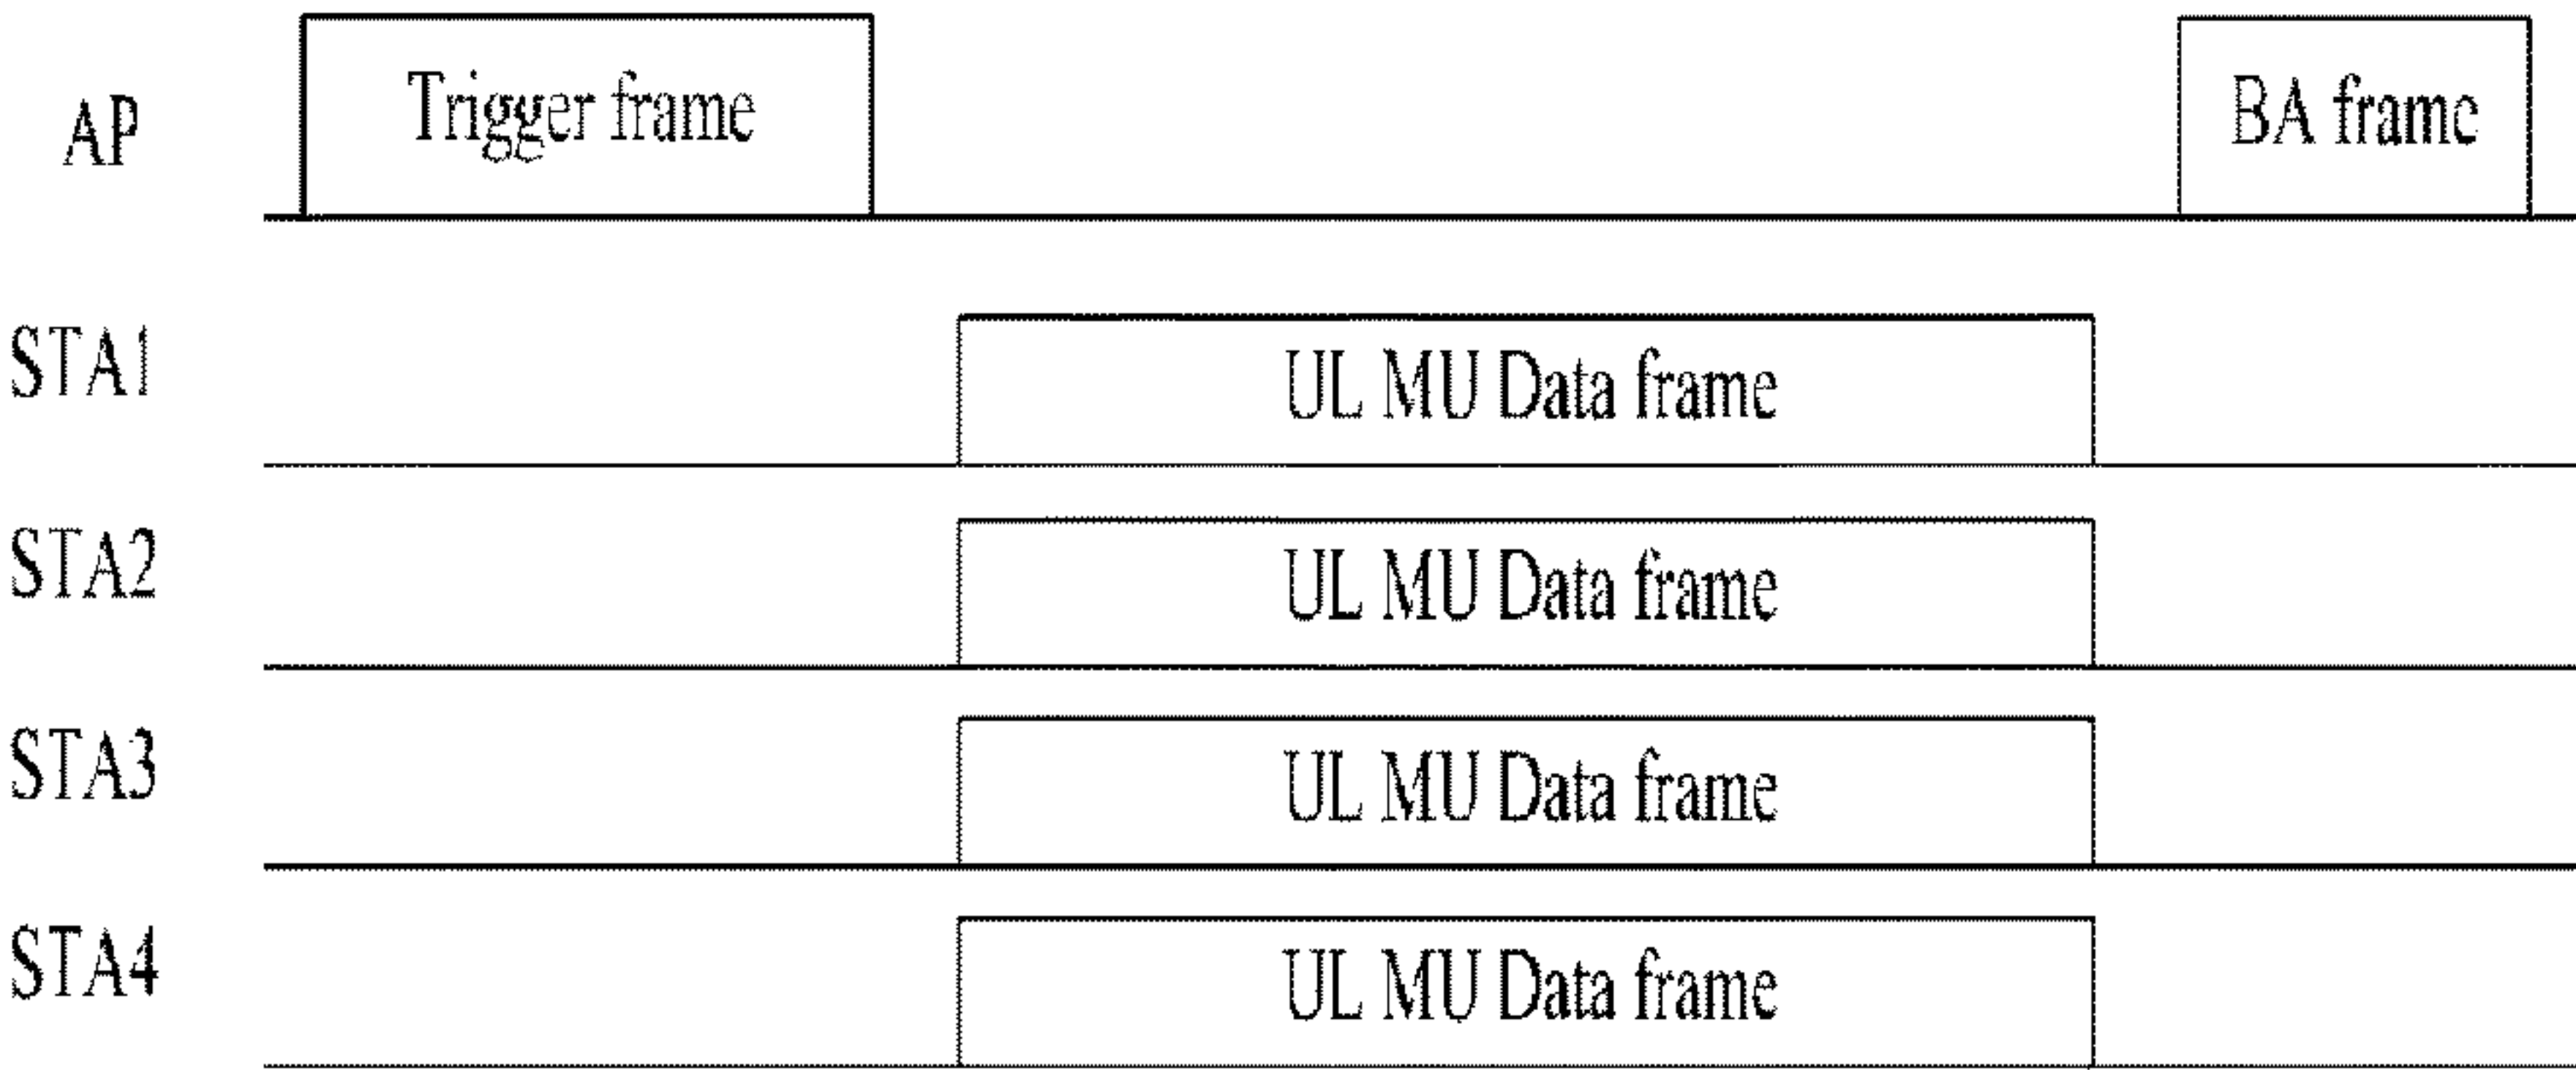 AP Trigger frame BA frame
STA1 UL MU Data frame
STA2 UL MU Data frame
STA3 UL MU Data frame
STA4 UL MU Data frame